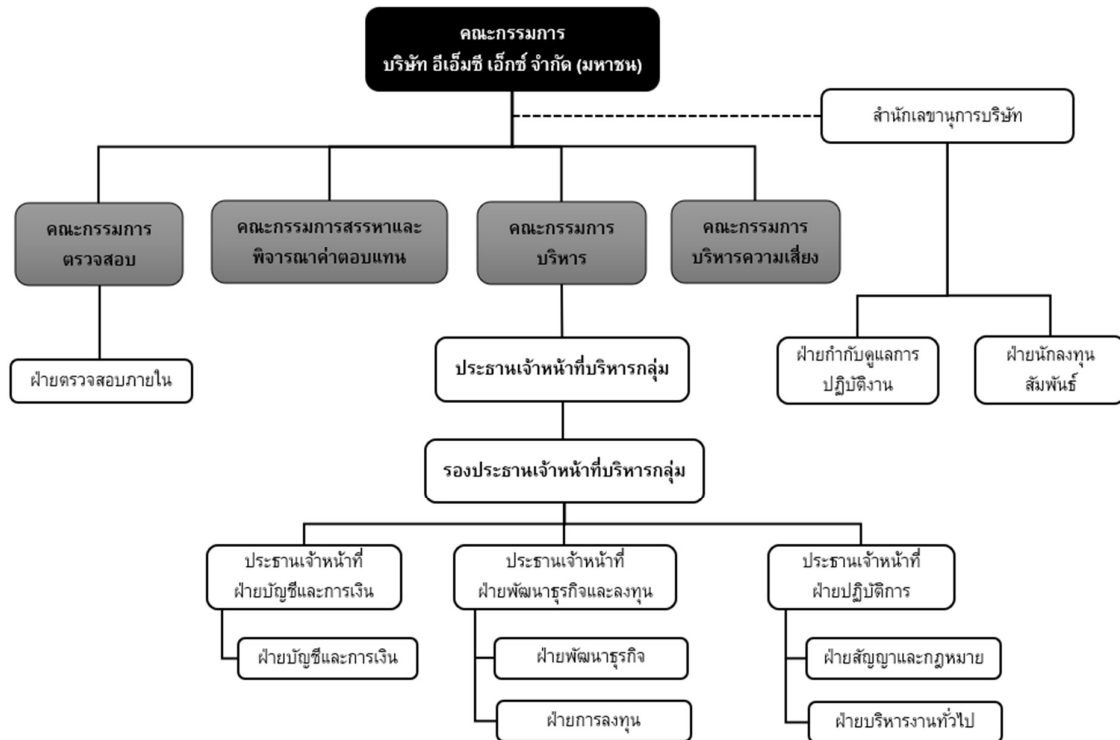 คณะกรรมการ
บริษัท อีเอ็มซี เอ็กซ์ จำกัด (มหาชน)
สำนักเลขานุการบริษัท
คณะกรรมการ
ตรวจสอบ
คณะกรรมการสรรหาและ
พิจารณาค่าตอบแทน
คณะกรรมการ
บริหาร
คณะกรรมการ
บริหารความเสี่ยง
ฝ่ายตรวจสอบภายใน
ประธานเจ้าหน้าที่บริหารกลุ่ม
ฝ่ายกำกับดูแลการ
ปฏิบัติงาน
ฝ่ายนักลงทุน
สัมพันธ์
รองประธานเจ้าหน้าที่บริหารกลุ่ม
ประธานเจ้าหน้าที่
ฝ่ายบัญชีและการเงิน
ประธานเจ้าหน้าที่
ฝ่ายพัฒนาธุรกิจและลงทุน
ประธานเจ้าหน้าที่
ฝ่ายปฏิบัติการ
ฝ่ายบัญชีและการเงิน
ฝ่ายพัฒนาธุรกิจ
ฝ่ายสัญญาและกฎหมาย
ฝ่ายการลงทุน
ฝ่ายบริหารงานทั่วไป